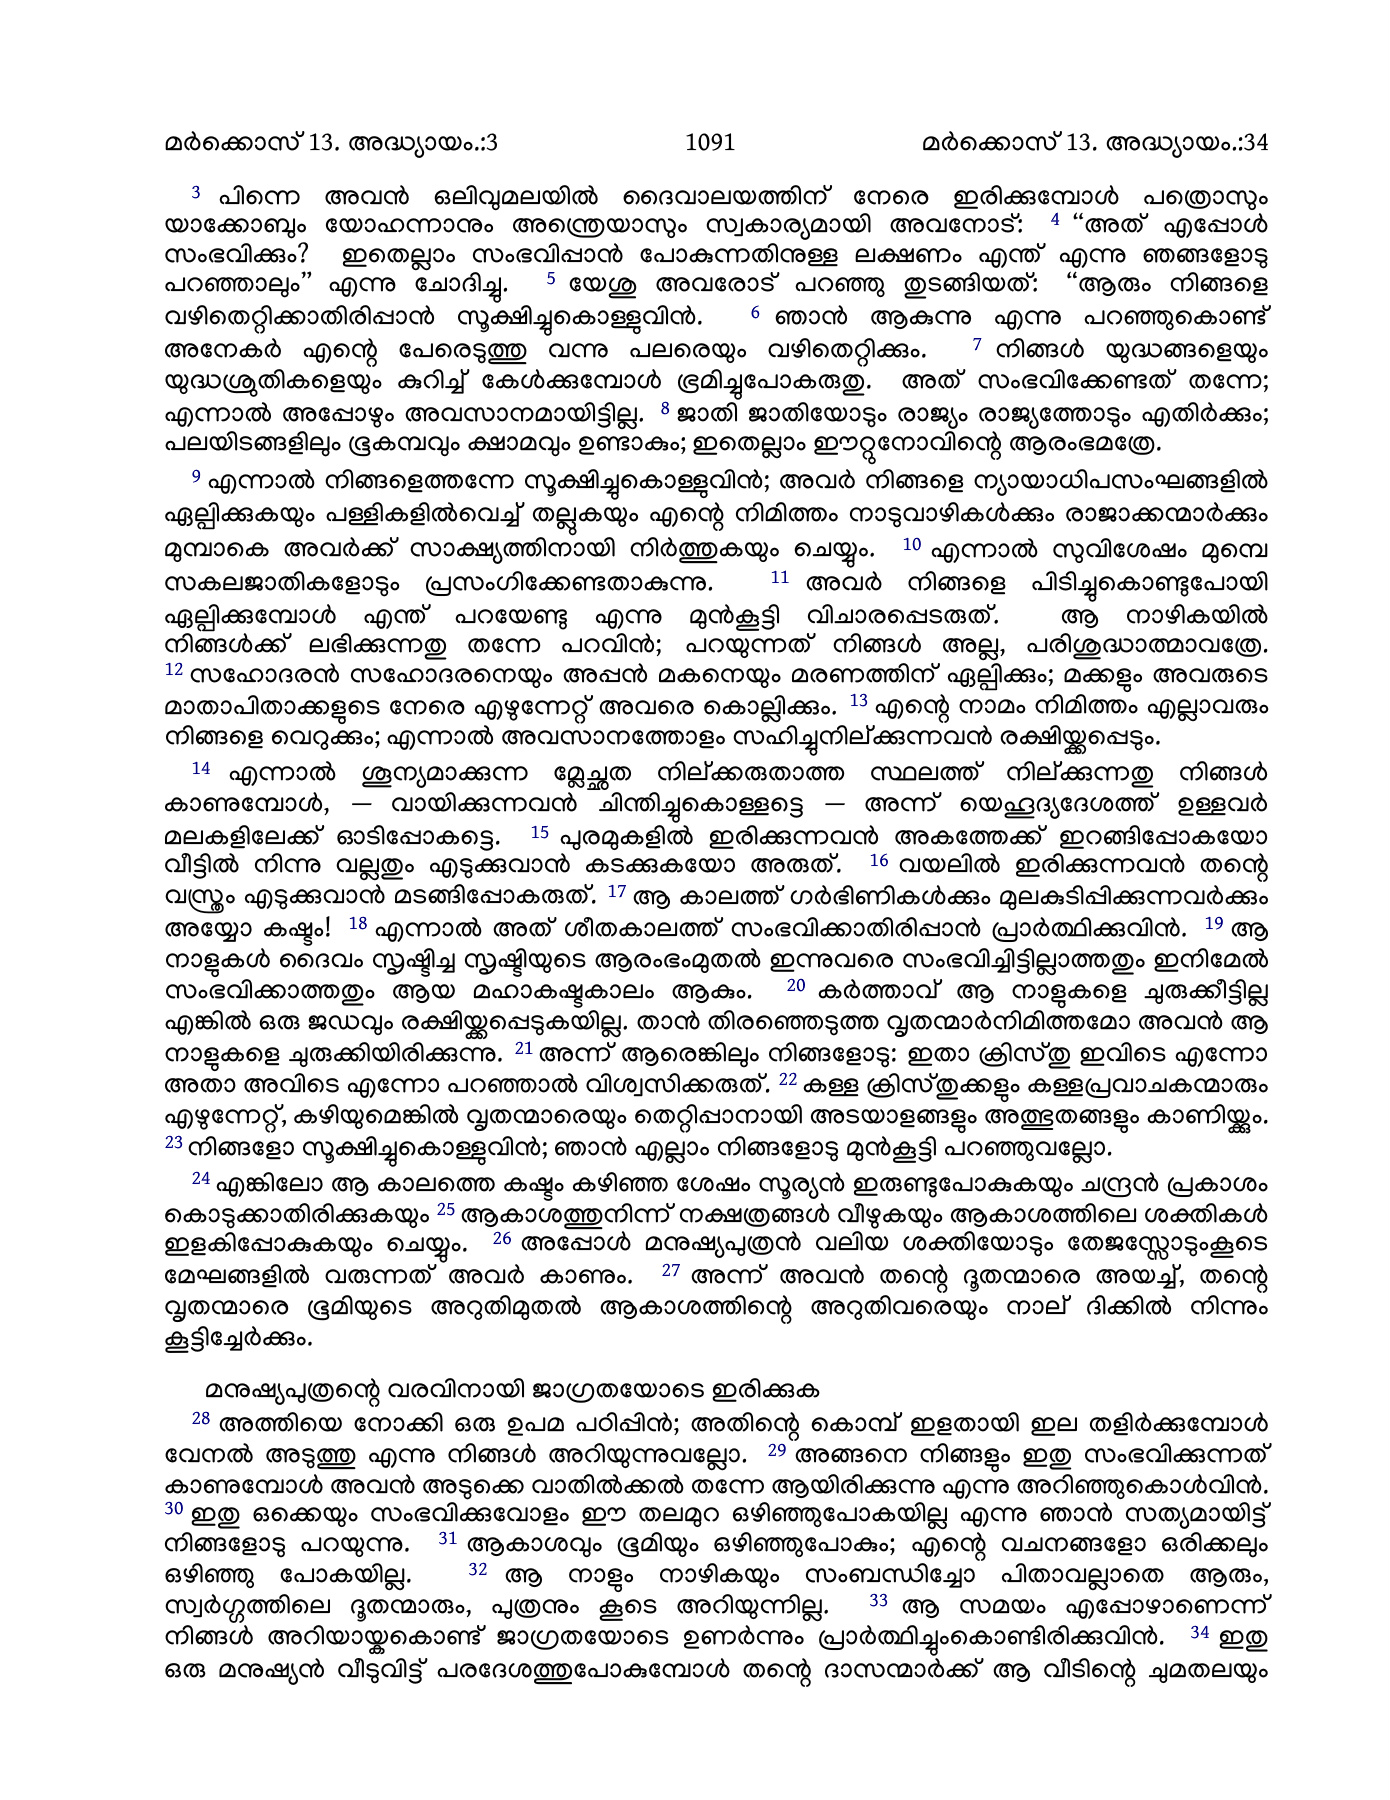 മർക്കൊസ് 13. അദ്ധ്യായം.:3 1091 മർക്കൊസ് 13. അദ്ധ്യായം.:34
3 പിന്നെ അവൻ ഒലിവുമലയിൽ ദൈവാലയത്തിന് നേരെ ഇരിക്കുമ്പോൾ പത്രൊസും
യാക്കോബും യോഹന്നാനും അന്ത്രെയാസും സ്വകാര്യമായി അവനോട്: 4 “അത് എപ്പോൾ
സംഭവിക്കും? ഇതെല്ലാം സംഭവിപ്പാൻ പോകുന്നതിനുള്ള ലക്ഷണം എന്ത് എന്നു ഞങ്ങളോടു
പറഞ്ഞാലും” എന്നു ചോദിച്ചു. 5 യേശു അവരോട് പറഞ്ഞു തുടങ്ങിയത്: “ആരും നിങ്ങളെ
വഴിതെറ്റിക്കാതിരിപ്പാൻ സൂക്ഷിച്ചുകൊള്ളുവിൻ. 6 ഞാൻ ആകുന്നു എന്നു പറഞ്ഞുകൊണ്ട്
അനേകർ എന്റെ പേരെടുത്തു വന്നു പലരെയും വഴിതെറ്റിക്കും. 7 നിങ്ങൾ യുദ്ധങ്ങളെയും
യുദ്ധശ്രുതികളെയും കുറിച്ച് കേൾക്കുമ്പോൾ ഭ്രമിച്ചുപോകരുതു. അത് സംഭവിക്കേണ്ടത് തന്നേ;
എന്നാൽ അപ്പോഴും അവസാനമായിട്ടില്ല. 8 ജാതി ജാതിയോടും രാജ്യം രാജ്യത്തോടും എതിർക്കും;
പലയിടങ്ങളിലും ഭൂകമ്പവും ക്ഷാമവും ഉണ്ടാകും; ഇതെല്ലാം ഈറ്റുനോവിന്റെ ആരംഭമത്രേ.
9 എന്നാൽ നിങ്ങളെത്തന്നേ സൂക്ഷിച്ചുകൊള്ളുവിൻ; അവർ നിങ്ങളെ ന്യായാധിപസംഘങ്ങളിൽ
ഏല്പിക്കുകയും പള്ളികളിൽവെച്ച് തല്ലുകയും എന്റെ നിമിത്തം നാടുവാഴികൾക്കും രാജാക്കന്മാർക്കും
മുമ്പാകെ അവർക്ക് സാക്ഷ്യത്തിനായി നിർത്തുകയും ചെയ്യും. 10 എന്നാൽ സുവിശേഷം മുമ്പെ
സകലജാതികളോടും പ്രസംഗിക്കേണ്ടതാകുന്നു. 11 അവർ നിങ്ങളെ പിടിച്ചുകൊണ്ടുപോയി
ഏല്പിക്കുമ്പോൾ എന്ത് പറയേണ്ടു എന്നു മുൻകൂട്ടി വിചാരപ്പെടരുത്. ആ നാഴികയിൽ
നിങ്ങൾക്ക് ലഭിക്കുന്നതു തന്നേ പറവിൻ; പറയുന്നത് നിങ്ങൾ അല്ല, പരിശുദ്ധാത്മാവത്രേ.
12 സഹോദരൻ സഹോദരനെയും അപ്പൻ മകനെയും മരണത്തിന് ഏല്പിക്കും; മക്കളും അവരുടെ
മാതാപിതാക്കളുടെ നേരെ എഴുന്നേറ്റ് അവരെ കൊല്ലിക്കും. 13 എന്റെ നാമം നിമിത്തം എല്ലാവരും
നിങ്ങളെ വെറുക്കും; എന്നാൽ അവസാനത്തോളം സഹിച്ചുനില്ക്കുന്നവൻ രക്ഷിയ്ക്കപ്പെടും.
14 എന്നാൽ ശൂന്യമാക്കുന്ന മ്ലേച്ഛത നില്ക്കരുതാത്ത സ്ഥലത്ത് നില്ക്കുന്നതു നിങ്ങൾ
കാണുമ്പോൾ, — വായിക്കുന്നവൻ ചിന്തിച്ചുകൊള്ളട്ടെ — അന്ന് യെഹൂദ്യദേശത്ത് ഉള്ളവർ
മലകളിലേക്ക് ഓടിപ്പോകട്ടെ. 15 പുരമുകളിൽ ഇരിക്കുന്നവൻ അകത്തേക്ക് ഇറങ്ങിപ്പോകയോ
വീട്ടിൽ നിന്നു വല്ലതും എടുക്കുവാൻ കടക്കുകയോ അരുത്. 16 വയലിൽ ഇരിക്കുന്നവൻ തന്റെ
വസ്ത്രം എടുക്കുവാൻ മടങ്ങിപ്പോകരുത്. 17 ആ കാലത്ത് ഗർഭിണികൾക്കും മുലകുടിപ്പിക്കുന്നവർക്കും
അയ്യോ കഷ്ടം! 18 എന്നാൽ അത് ശീതകാലത്ത് സംഭവിക്കാതിരിപ്പാൻ പ്രാർത്ഥിക്കുവിൻ. 19 ആ
നാളുകൾ ദൈവം സൃഷ്ടിച്ച സൃഷ്ടിയുടെ ആരംഭംമുതൽ ഇന്നുവരെ സംഭവിച്ചിട്ടില്ലാത്തതും ഇനിമേൽ
സംഭവിക്കാത്തതും ആയ മഹാകഷ്ടകാലം ആകും. 20 കർത്താവ് ആ നാളുകളെ ചുരുക്കീട്ടില്ല
എങ്കിൽ ഒരു ജഡവും രക്ഷിയ്ക്കപ്പെടുകയില്ല. താൻ തിരഞ്ഞെടുത്ത വൃതന്മാർനിമിത്തമോ അവൻ ആ
നാളുകളെ ചുരുക്കിയിരിക്കുന്നു. 21 അന്ന് ആരെങ്കിലും നിങ്ങളോടു: ഇതാ ക്രിസ്തു ഇവിടെ എന്നോ
അതാ അവിടെ എന്നോ പറഞ്ഞാൽ വിശ്വസിക്കരുത്. 22 കള്ള ക്രിസ്തുക്കളും കള്ളപ്രവാചകന്മാരും
എഴുന്നേറ്റ്, കഴിയുമെങ്കിൽ വൃതന്മാരെയും തെറ്റിപ്പാനായി അടയാളങ്ങളും അത്ഭുതങ്ങളും കാണിയ്ക്കും.
23 നിങ്ങളോ സൂക്ഷിച്ചുകൊള്ളുവിൻ; ഞാൻ എല്ലാം നിങ്ങളോടു മുൻകൂട്ടി പറഞ്ഞുവല്ലോ.
24 എങ്കിലോ ആ കാലത്തെ കഷ്ടം കഴിഞ്ഞ ശേഷം സൂര്യൻ ഇരുണ്ടുപോകുകയും ചന്ദ്രൻ പ്രകാശം
കൊടുക്കാതിരിക്കുകയും 25 ആകാശത്തുനിന്ന് നക്ഷത്രങ്ങൾ വീഴുകയും ആകാശത്തിലെ ശക്തികൾ
ഇളകിപ്പോകുകയും ചെയ്യും. 26 അപ്പോൾ മനുഷ്യപുത്രൻ വലിയ ശക്തിയോടും തേജസ്സോടുംകൂടെ
മേഘങ്ങളിൽ വരുന്നത് അവർ കാണും. 27 അന്ന് അവൻ തന്റെ ദൂതന്മാരെ അയച്ച്, തന്റെ
വൃതന്മാരെ ഭൂമിയുടെ അറുതിമുതൽ ആകാശത്തിന്റെ അറുതിവരെയും നാല് ദിക്കിൽ നിന്നും
കൂട്ടിച്ചേർക്കും.
മനുഷ്യപുത്രന്റെ വരവിനായി ജാഗ്രതയോടെ ഇരിക്കുക
28 അത്തിയെ നോക്കി ഒരു ഉപമ പഠിപ്പിൻ; അതിന്റെ കൊമ്പ് ഇളതായി ഇല തളിർക്കുമ്പോൾ
വേനൽ അടുത്തു എന്നു നിങ്ങൾ അറിയുന്നുവല്ലോ. 29 അങ്ങനെ നിങ്ങളും ഇതു സംഭവിക്കുന്നത്
കാണുമ്പോൾ അവൻ അടുക്കെ വാതിൽക്കൽ തന്നേ ആയിരിക്കുന്നു എന്നു അറിഞ്ഞുകൊൾവിൻ.
30 ഇതു ഒക്കെയും സംഭവിക്കുവോളം ഈ തലമുറ ഒഴിഞ്ഞുപോകയില്ല എന്നു ഞാൻ സത്യമായിട്ട്
നിങ്ങളോടു പറയുന്നു. 31 ആകാശവും ഭൂമിയും ഒഴിഞ്ഞുപോകും; എന്റെ വചനങ്ങളോ ഒരിക്കലും
ഒഴിഞ്ഞു പോകയില്ല. 32 ആ നാളും നാഴികയും സംബന്ധിച്ചോ പിതാവല്ലാതെ ആരും,
സ്വർഗ്ഗത്തിലെ ദൂതന്മാരും, പുത്രനും കൂടെ അറിയുന്നില്ല. 33 ആ സമയം എപ്പോഴാണെന്ന്
നിങ്ങൾ അറിയായ്കകൊണ്ട് ജാഗ്രതയോടെ ഉണർന്നും പ്രാർത്ഥിച്ചുംകൊണ്ടിരിക്കുവിൻ. 34 ഇതു
ഒരു മനുഷ്യൻ വീടുവിട്ട് പരദേശത്തുപോകുമ്പോൾ തന്റെ ദാസന്മാർക്ക് ആ വീടിന്റെ ചുമതലയും